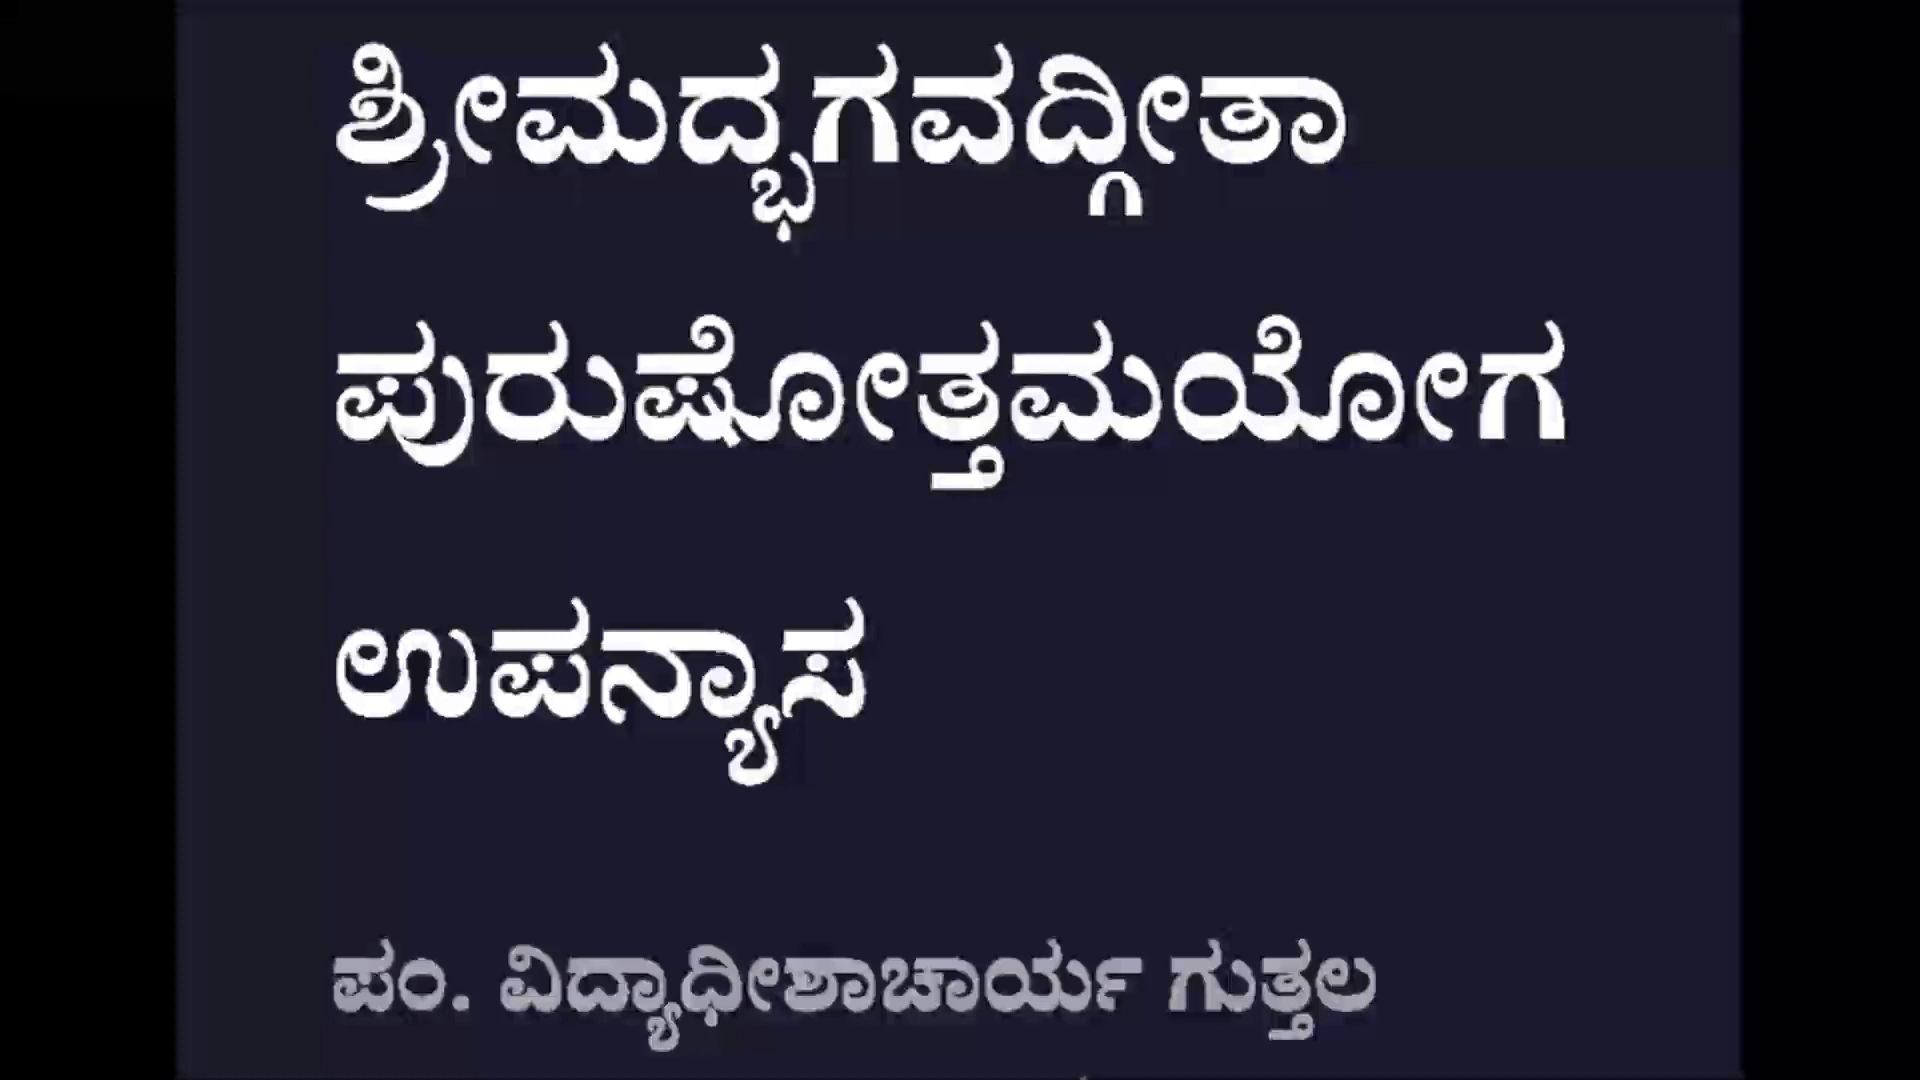 ಶ್ರೀಮದ್ಭಗವದ್ಗೀತಾ
ಪುರುಷೋತ್ತಮಯೋಗ
ಉಪನ್ಯಾಸ
ಪಂ. ವಿದ್ಯಾಧೀಶಾಚಾರ್ಯ ಗುತ್ತಲ